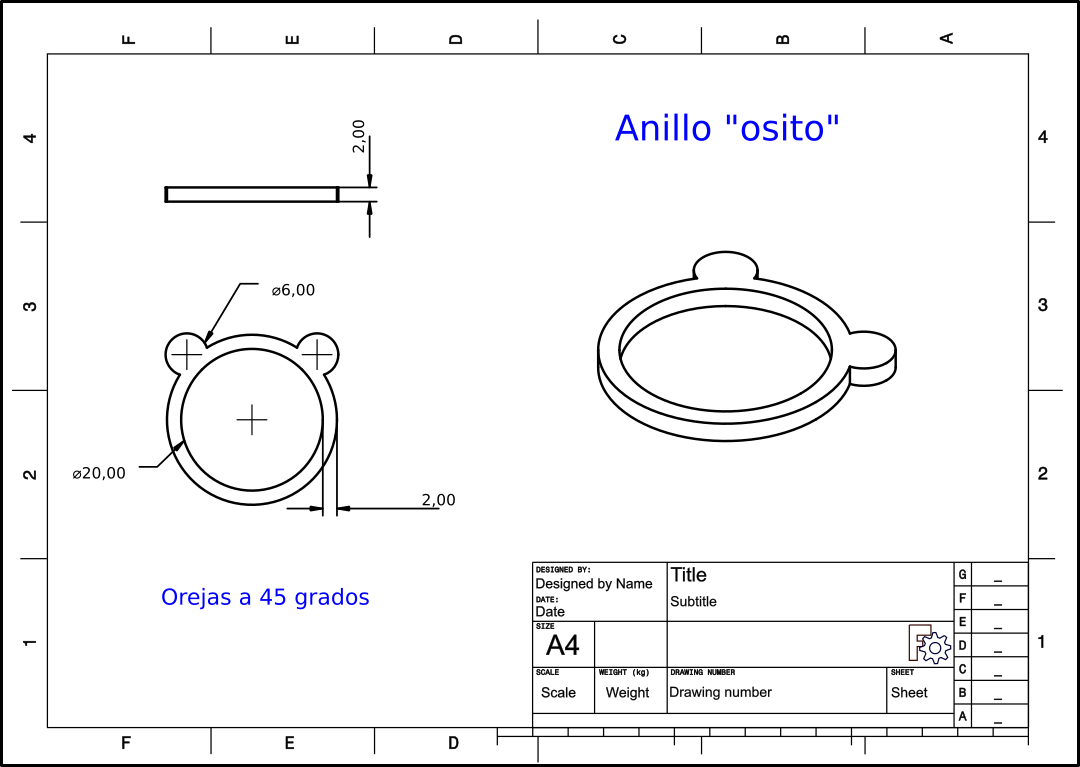 F E D C B A
4 4
Anillo "osito"
2,00
3 3
⌀6,00
2 2
⌀20,00
2,00
Orejas a 45 grados
1 1
DESIGNED BY:
Designed by Name
DATE:
Date
SIZE
A4
Title
Subtitle
SCALE
Scale
WEIGHT (kg)
Weight
DRAWING NUMBER
Drawing number
SHEET
Sheet
G _
F _
E _
D _
C _
B _
A _
F E D